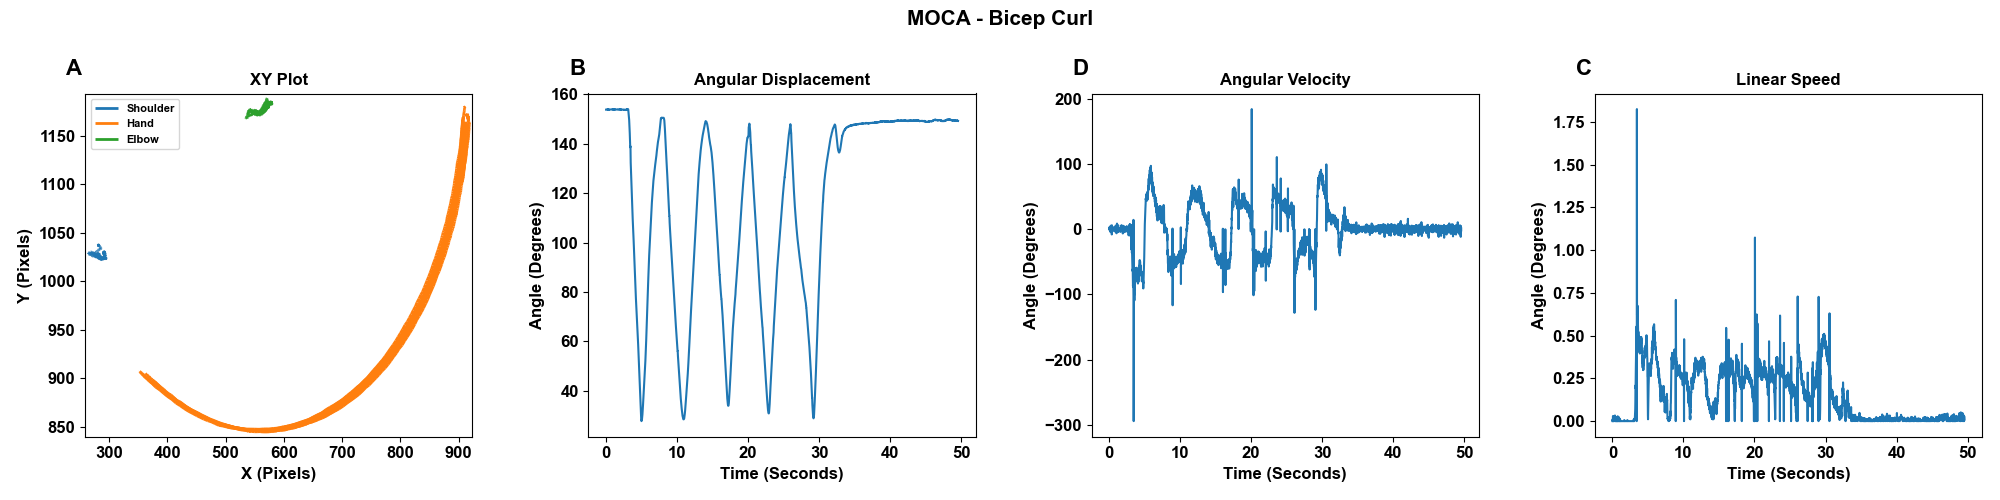 MOCA - Bicep Curl
A
XY Plot
Shoulder
Hand
Elbow
1150
1100
1050
1000
950
900
850
Y (Pixels)
300 400 500 600 700 800 900
X (Pixels)
B
Angular Displacement
160
140
120
100
80
60
40
Angle (Degrees)
0 10 20 30 40 50
Time (Seconds)
D
Angular Velocity
200
100
0
−100
−200
−300
Angle (Degrees)
0 10 20 30 40 50
Time (Seconds)
C
Linear Speed
1.75
1.50
1.25
1.00
0.75
0.50
0.25
0.00
Angle (Degrees)
0 10 20 30 40 50
Time (Seconds)